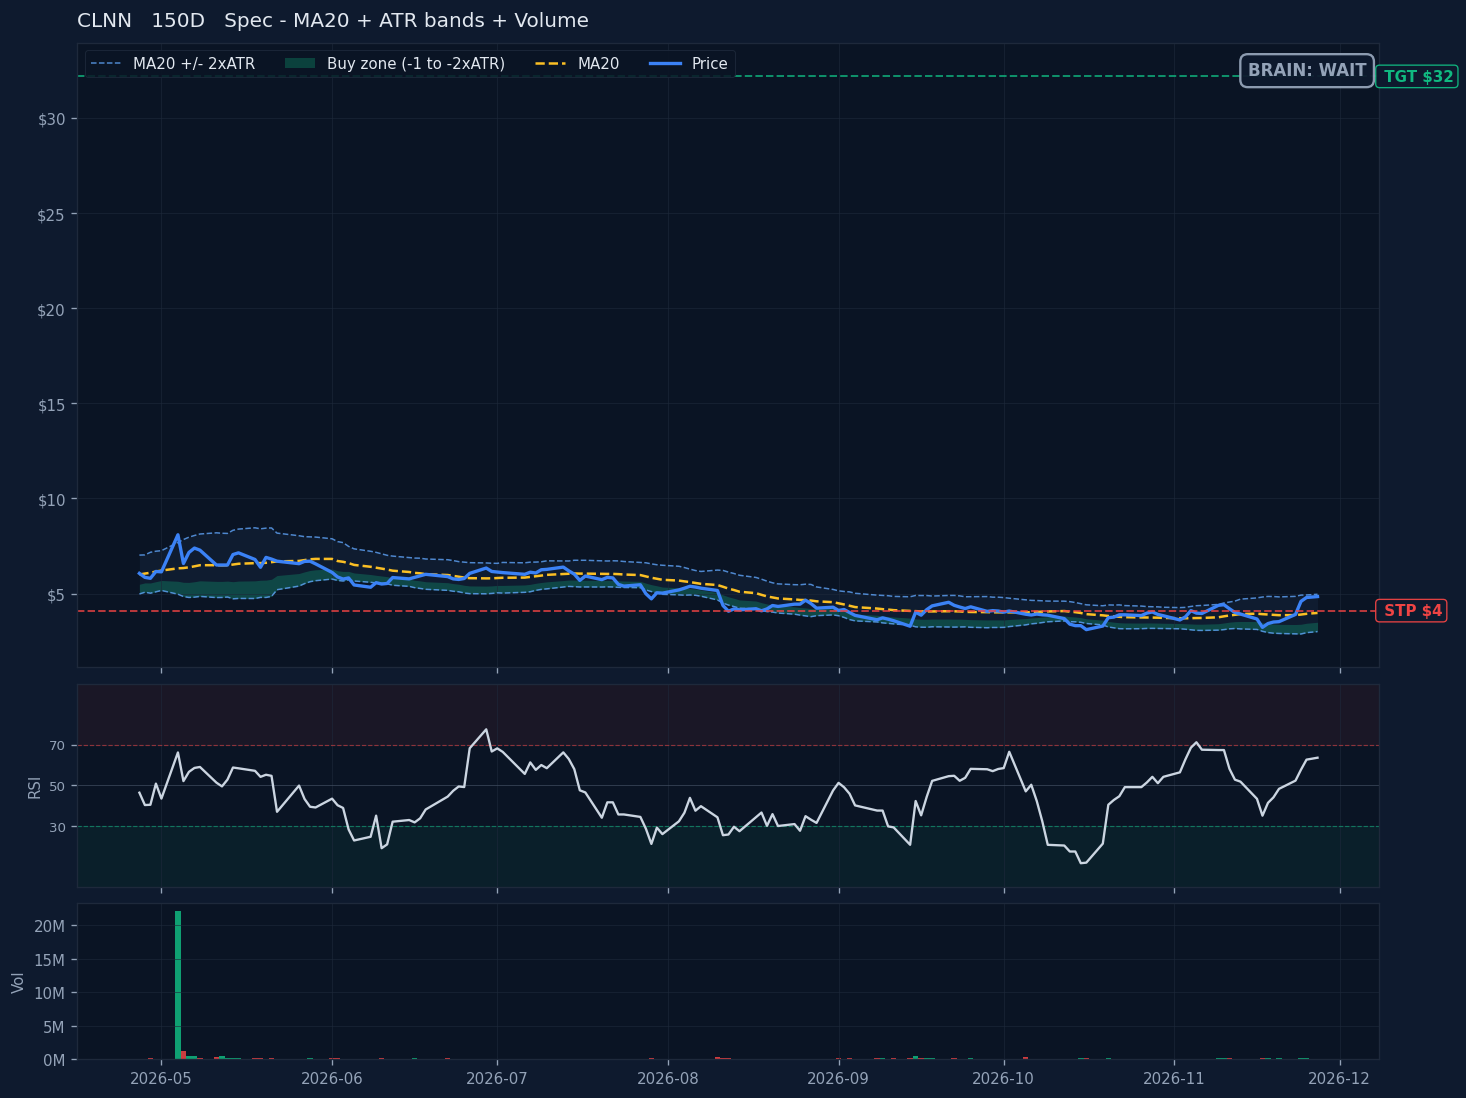 CLNN   150D   Spec - MA20 + ATR bands + Volume
MA20 +/- 2xATR
Buy zone (-1 to -2xATR)
MA20
Price
BRAIN: WAIT
TGT $32
$30
$25
$20
$15
$10
$5
STP $4
RSI
70
50
30
Vol
20M
15M
10M
5M
0M
2026-05
2026-06
2026-07
2026-08
2026-09
2026-10
2026-11
2026-12